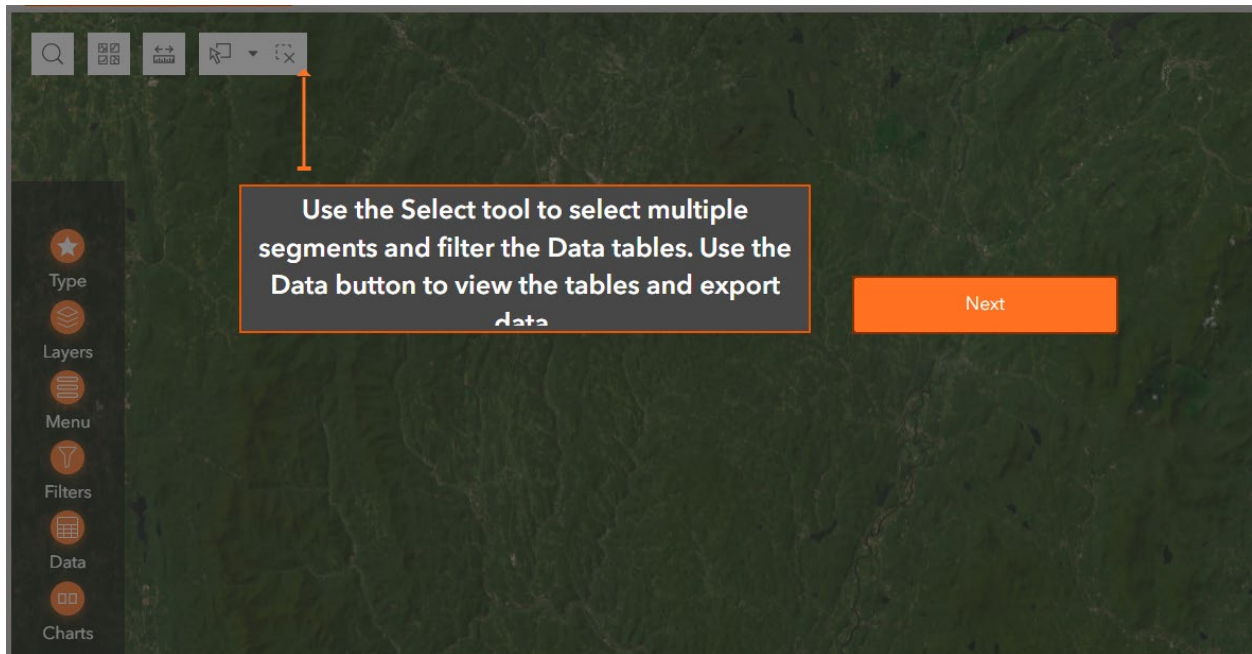 Use the Select tool to select multiple
segments and filter the Data tables. Use the
Data button to view the tables and export
data
Next
Type
Layers
Menu
Filters
Data
Charts